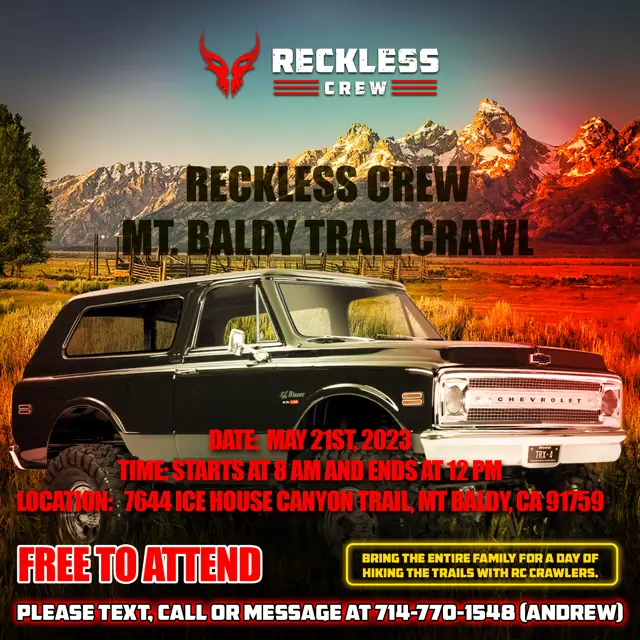 RECKLESS
CREW
RECKLESS CREW
MT. BALDY TRAIL CRAWL
K/5 Blazer
CHEVROLET
TRX-4
DATE: MAY 21ST, 2023
TIME: STARTS AT 8 AM AND ENDS AT 12 PM
LOCATION: 7644 ICE HOUSE CANYON TRAIL, MT BALDY, CA 91759
FREE TO ATTEND
BRING THE ENTIRE FAMILY FOR A DAY OF
HIKING THE TRAILS WITH RC CRAWLERS.
PLEASE TEXT, CALL OR MESSAGE AT 714-770-1548 (ANDREW)